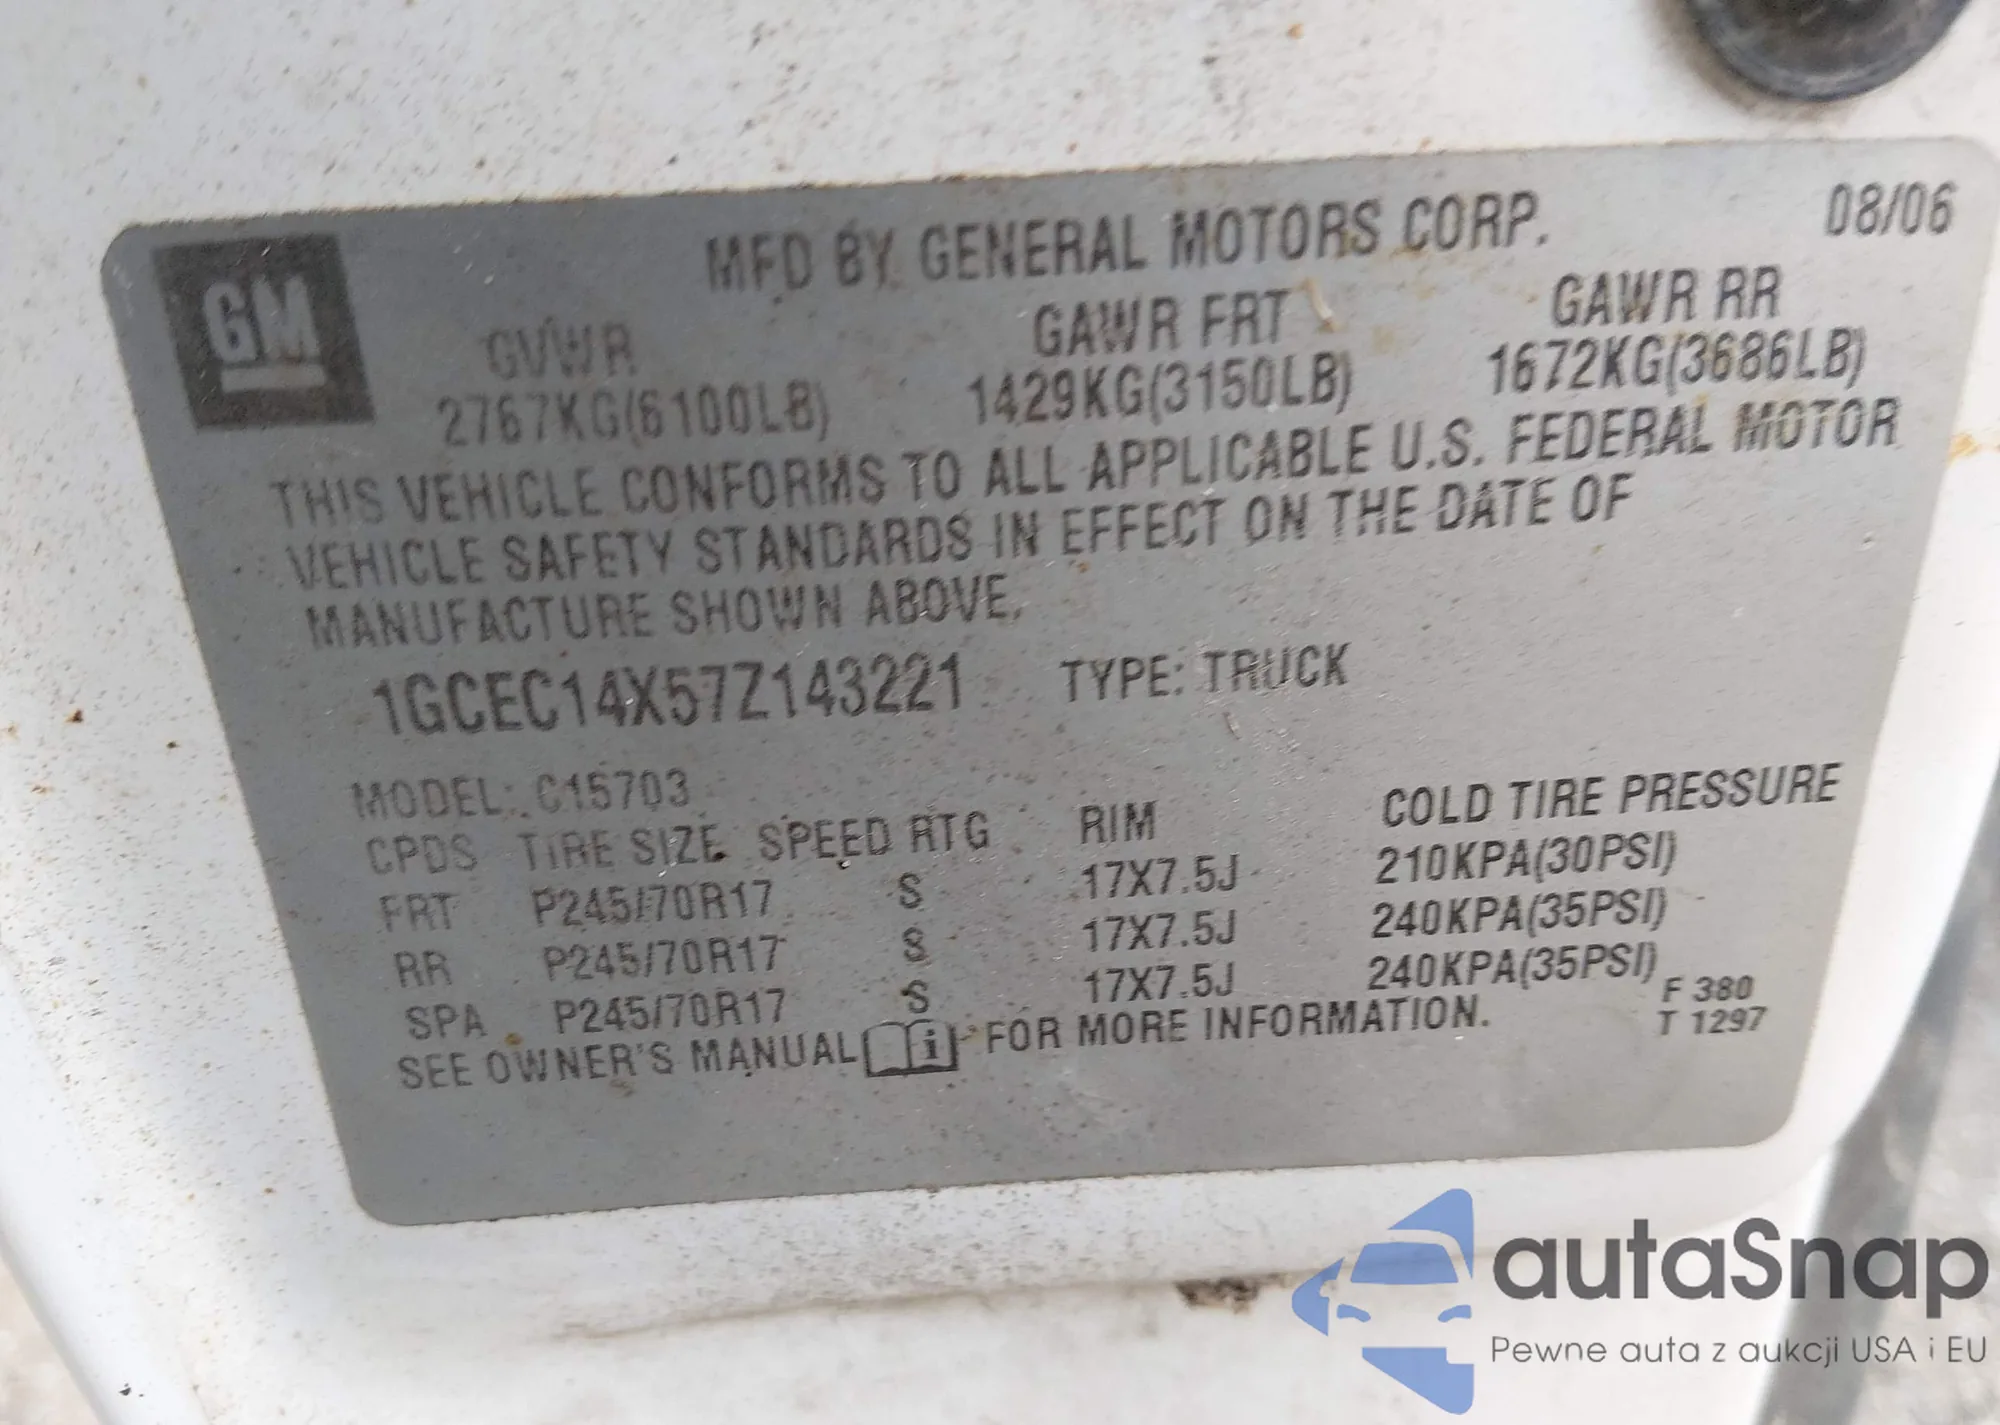 GM
MFD BY GENERAL MOTORS CORP. 08/06
GVWR GAWR FRT GAWR RR
2767KG(6100LB) 1429KG(3150LB) 1672KG(3686LB)
THIS VEHICLE CONFORMS TO ALL APPLICABLE U.S. FEDERAL MOTOR
VEHICLE SAFETY STANDARDS IN EFFECT ON THE DATE OF
MANUFACTURE SHOWN ABOVE.
1GCEC14X57Z143221 TYPE: TRUCK
MODEL: C15703
CPDS TIRE SIZE SPEED RTG RIM COLD TIRE PRESSURE
FRT P245/70R17 S 17X7.5J 210KPA(30PSI)
RR P245/70R17 S 17X7.5J 240KPA(35PSI)
SPA P245/70R17 S 17X7.5J 240KPA(35PSI)
F 380
SEE OWNER'S MANUAL i FOR MORE INFORMATION. T 1297
autaSnap
Pewne auta z aukcji USA i EU